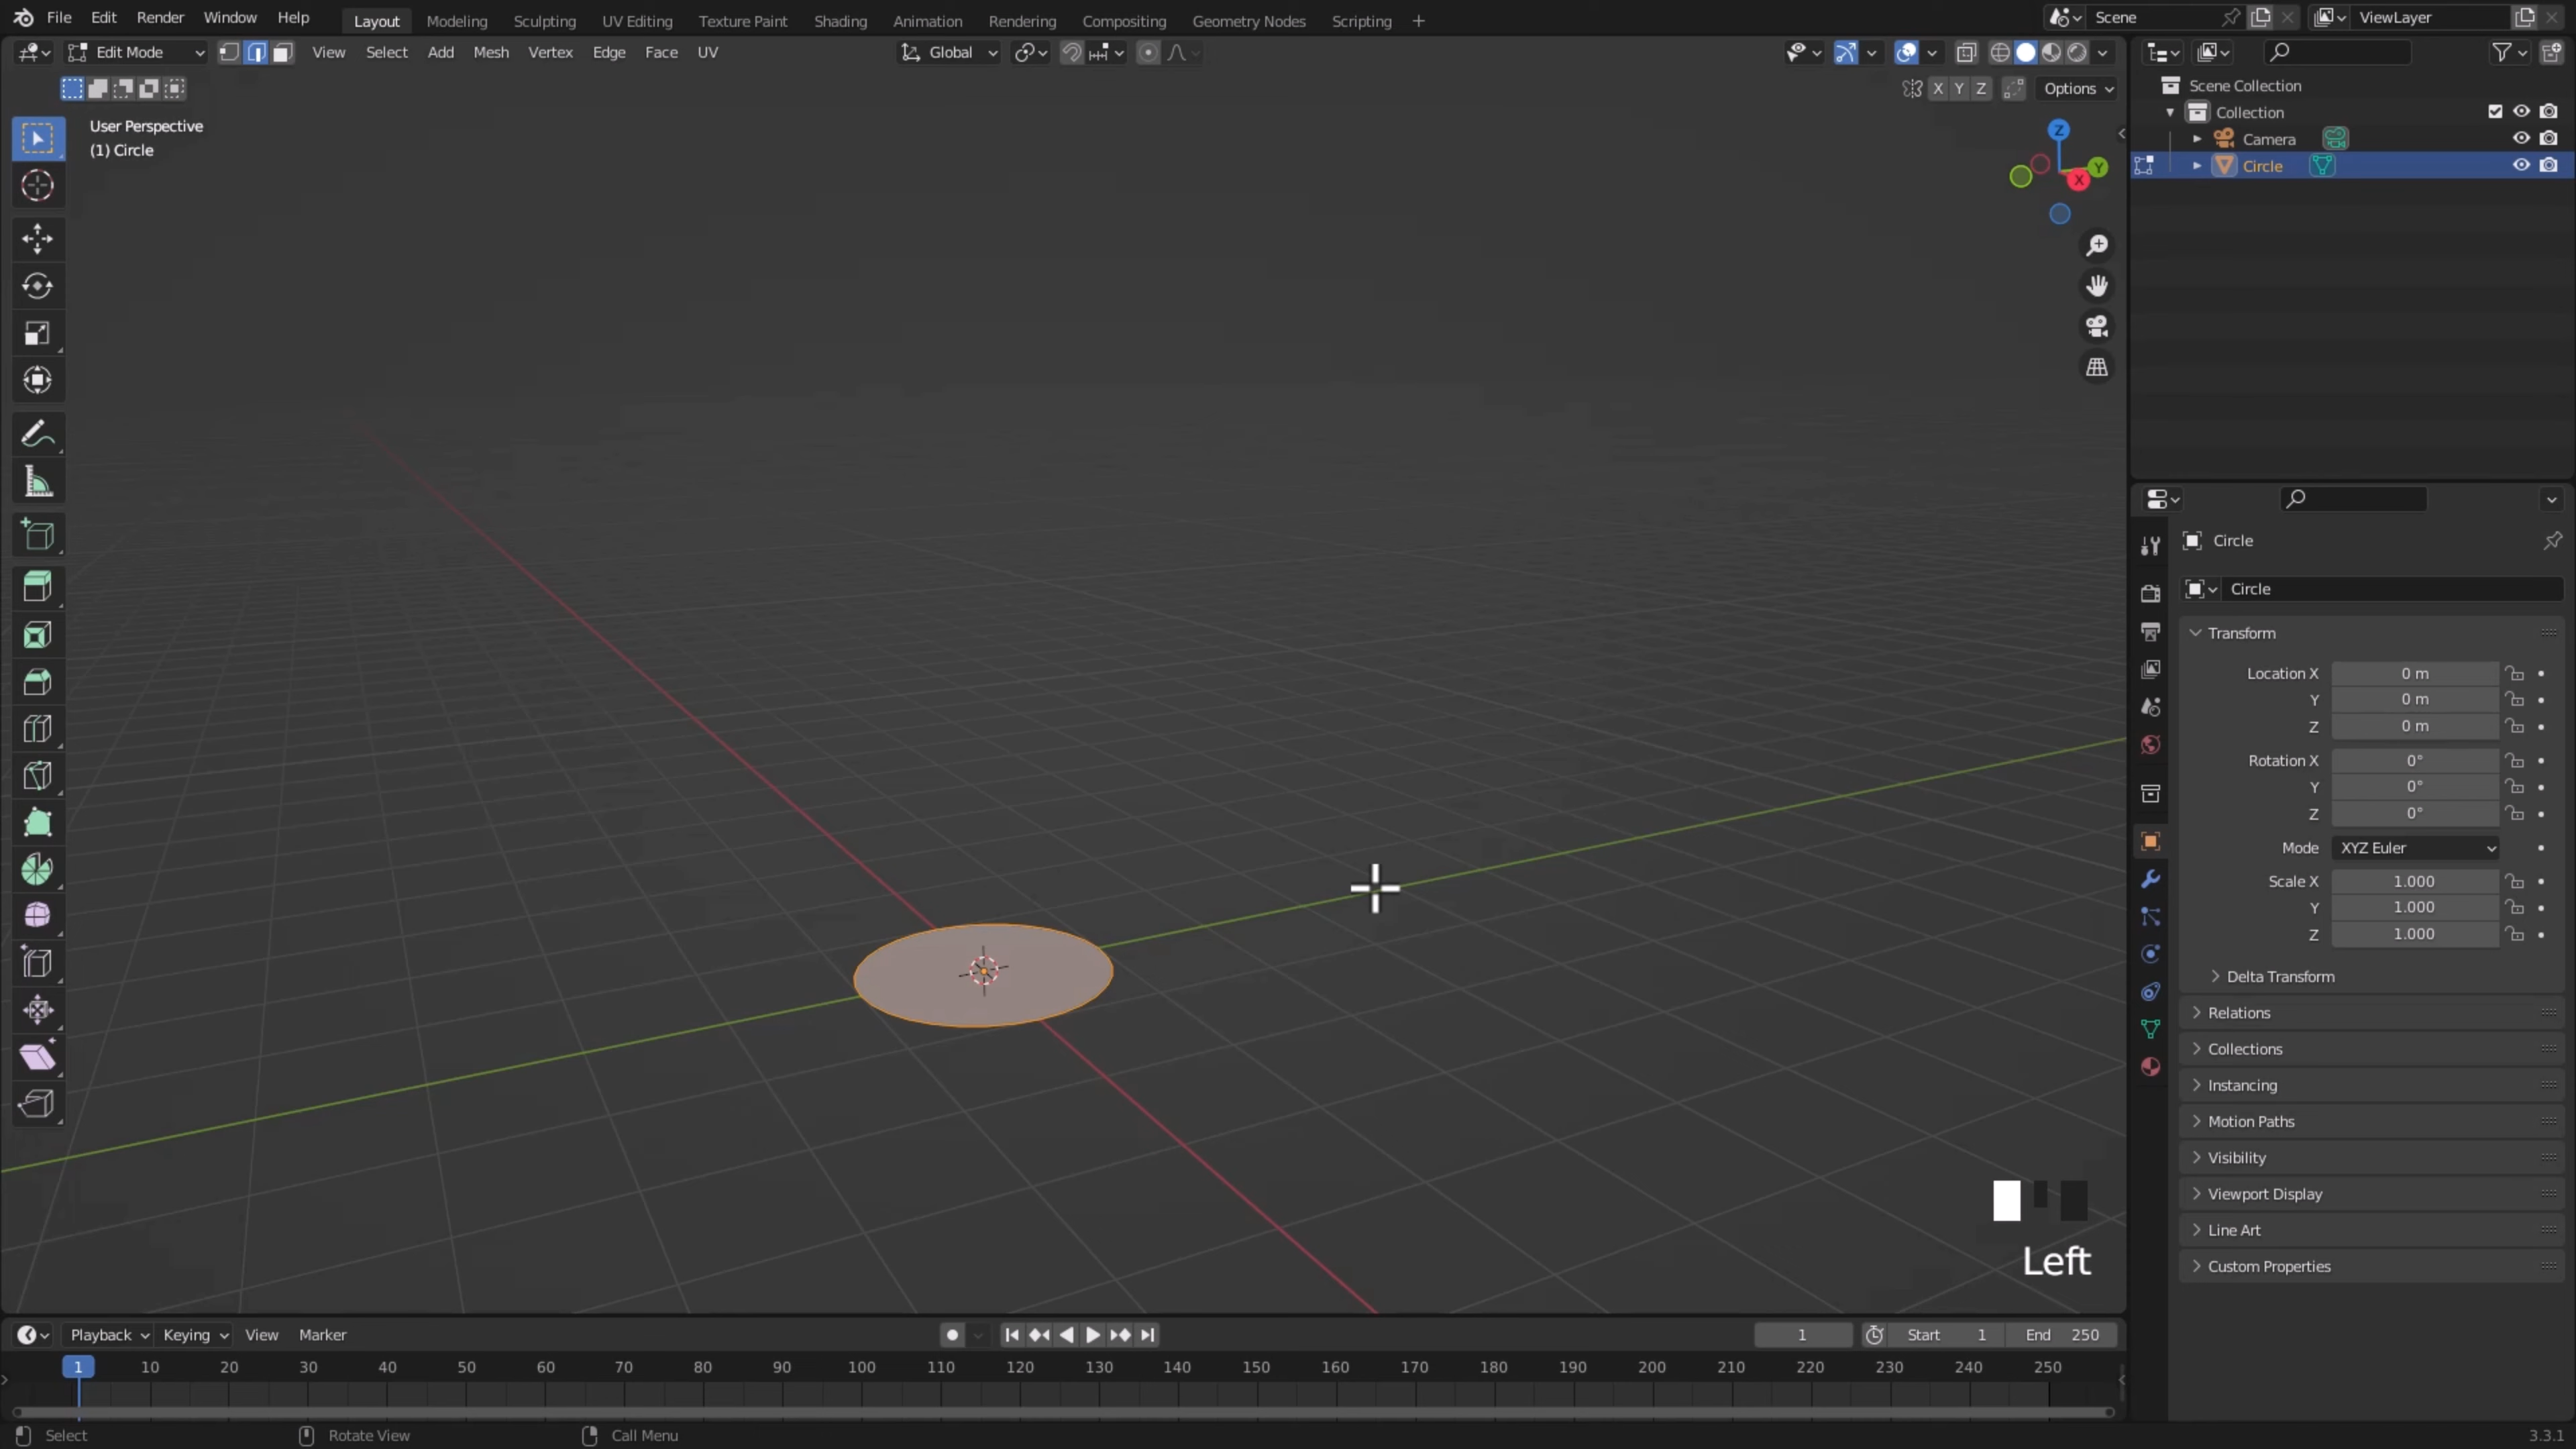 File Edit Render Window Help Layout Modeling Sculpting UV Editing Texture Paint Shading Animation Rendering Compositing Geometry Nodes Scripting + Scene ViewLayer
Edit Mode View Select Add Mesh Vertex Edge Face UV Global
X Y Z Options
User Perspective
(1) Circle
Z
Y
X
Scene Collection
Collection
Camera
Circle
Circle
Circle
Transform
Location X 0 m
Y 0 m
Z 0 m
Rotation X 0°
Y 0°
Z 0°
Mode XYZ Euler
Scale X 1.000
Y 1.000
Z 1.000
Delta Transform
Relations
Collections
Instancing
Motion Paths
Visibility
Viewport Display
Line Art
Custom Properties
Left
Playback Keying View Marker 1 Start 1 End 250
1 10 20 30 40 50 60 70 80 90 100 110 120 130 140 150 160 170 180 190 200 210 220 230 240 250
Select Rotate View Call Menu 3.3.1